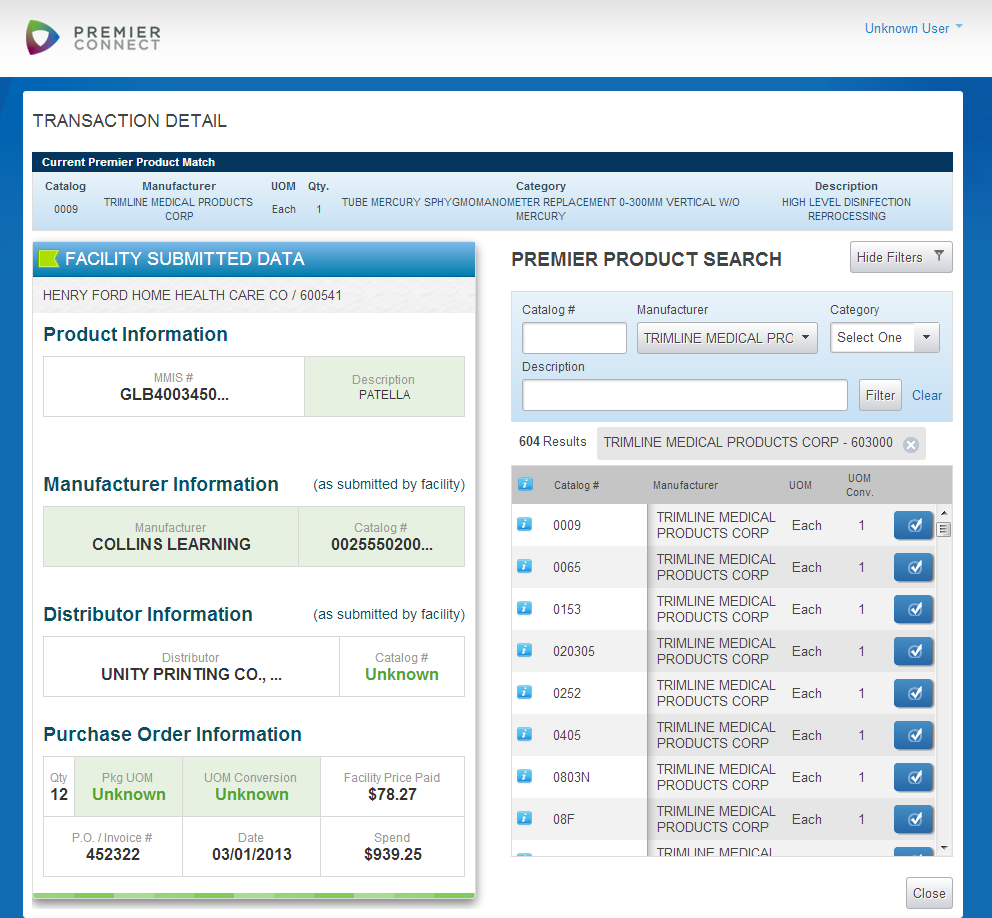 PREMIER
CONNECT
Unknown User
TRANSACTION DETAIL
Current Premier Product Match
Catalog Manufacturer UOM Qty. Category Description
0009 TRIMLINE MEDICAL PRODUCTS CORP Each 1 TUBE MERCURY SPHYGMOMANOMETER REPLACEMENT 0-300MM VERTICAL W/O MERCURY HIGH LEVEL DISINFECTION REPROCESSING
FACILITY SUBMITTED DATA
HENRY FORD HOME HEALTH CARE CO / 600541
Product Information
MMIS # Description
GLB4003450... PATELLA
Manufacturer Information (as submitted by facility)
Manufacturer Catalog #
COLLINS LEARNING 0025550200...
Distributor Information (as submitted by facility)
Distributor Catalog #
UNITY PRINTING CO., ... Unknown
Purchase Order Information
Qty Pkg UOM UOM Conversion Facility Price Paid
12 Unknown Unknown $78.27
P.O. / Invoice # Date Spend
452322 03/01/2013 $939.25
PREMIER PRODUCT SEARCH
Hide Filters
Catalog # Manufacturer Category
TRIMLINE MEDICAL PRC Select One
Description
Filter Clear
604 Results TRIMLINE MEDICAL PRODUCTS CORP - 603000
Catalog # Manufacturer UOM UOM Conv.
0009 TRIMLINE MEDICAL PRODUCTS CORP Each 1
0065 TRIMLINE MEDICAL PRODUCTS CORP Each 1
0153 TRIMLINE MEDICAL PRODUCTS CORP Each 1
020305 TRIMLINE MEDICAL PRODUCTS CORP Each 1
0252 TRIMLINE MEDICAL PRODUCTS CORP Each 1
0405 TRIMLINE MEDICAL PRODUCTS CORP Each 1
0803N TRIMLINE MEDICAL PRODUCTS CORP Each 1
08F TRIMLINE MEDICAL PRODUCTS CORP Each 1
TRIMLINE MEDICAL
Close